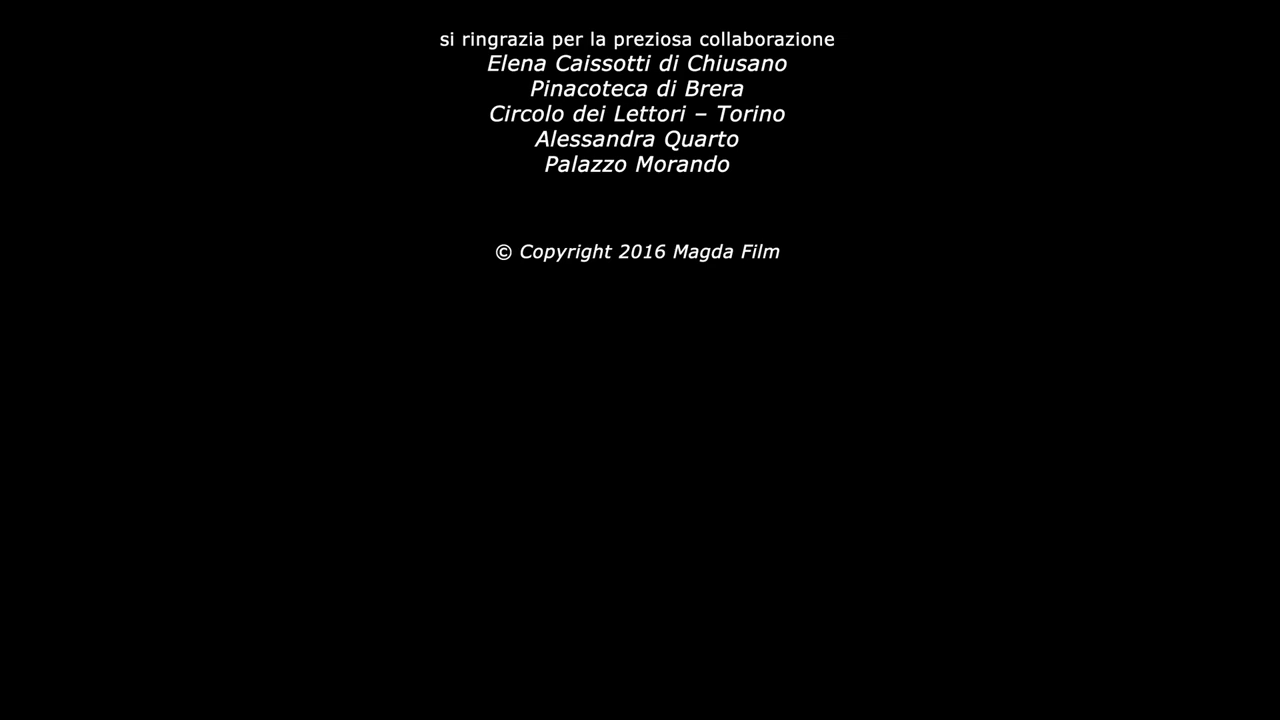 si ringrazia per la preziosa collaborazione
Elena Caissotti di Chiusano
Pinacoteca di Brera
Circolo dei Lettori – Torino
Alessandra Quarto
Palazzo Morando
© Copyright 2016 Magda Film